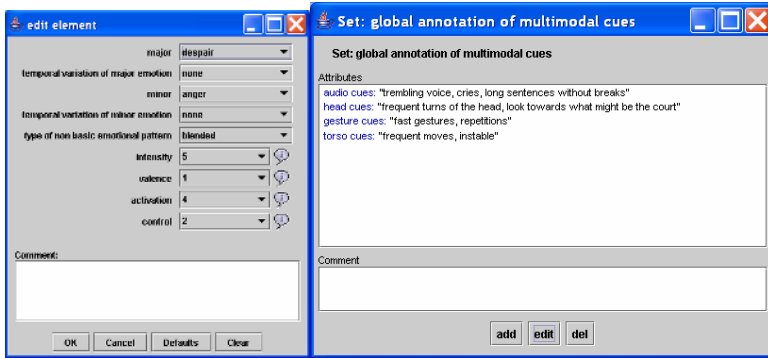 edit element
major despair
temporal variation of major emotion none
minor anger
temporal variation of minor emotion none
type of non basic emotional pattern blended
intensity 5
valence 1
activation 4
control 2
Comment:
OK Cancel Defaults Clear
Set: global annotation of multimodal cues
Set: global annotation of multimodal cues
Attributes
audio cues: "trembling voice, cries, long sentences without breaks"
head cues: "frequent turns of the head, look towards what might be the court"
gesture cues: "fast gestures, repetitions"
torso cues: "frequent moves, instable"
Comment
add edit del